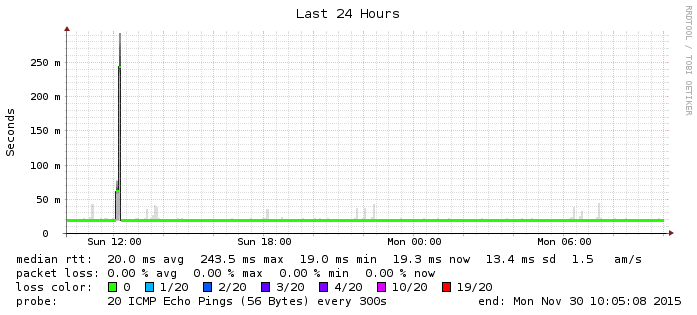 Last 24 Hours
RRDTOOL / TOBI OETIKER
Seconds
250 m
200 m
150 m
100 m
50 m
0
Sun 12:00 Sun 18:00 Mon 00:00 Mon 06:00
median rtt: 20.0 ms avg 243.5 ms max 19.0 ms min 19.3 ms now 13.4 ms sd 1.5 am/s
packet loss: 0.00 % avg 0.00 % max 0.00 % min 0.00 % now
loss color: 0 1/20 2/20 3/20 4/20 10/20 19/20
probe: 20 ICMP Echo Pings (56 Bytes) every 300s end: Mon Nov 30 10:05:08 2015